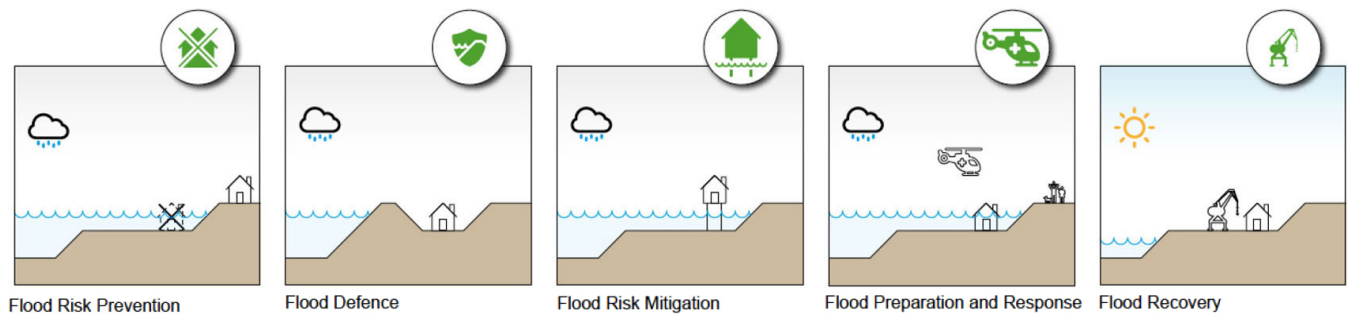 Flood Risk Prevention
Flood Defence
Flood Risk Mitigation
Flood Preparation and Response
Flood Recovery